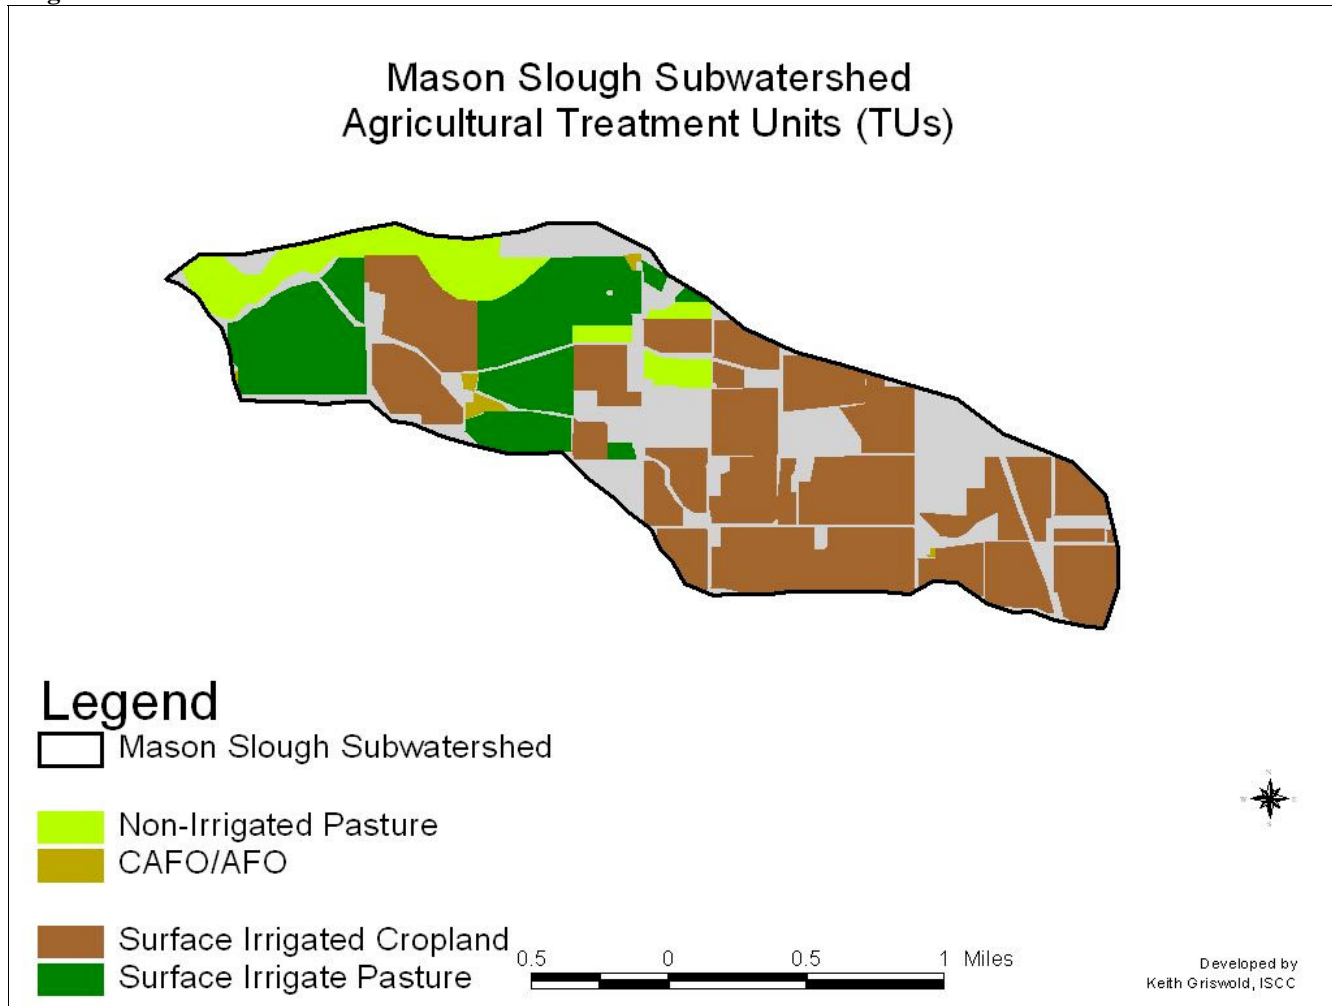 Mason Slough Subwatershed
Agricultural Treatment Units (TUs)
Legend
Mason Slough Subwatershed
Non-Irrigated Pasture
CAFO/AFO
Surface Irrigated Cropland
Surface Irrigate Pasture
0.5 0 0.5 1 Miles
N
W E
S
Developed by
Keith Griswold, ISCC